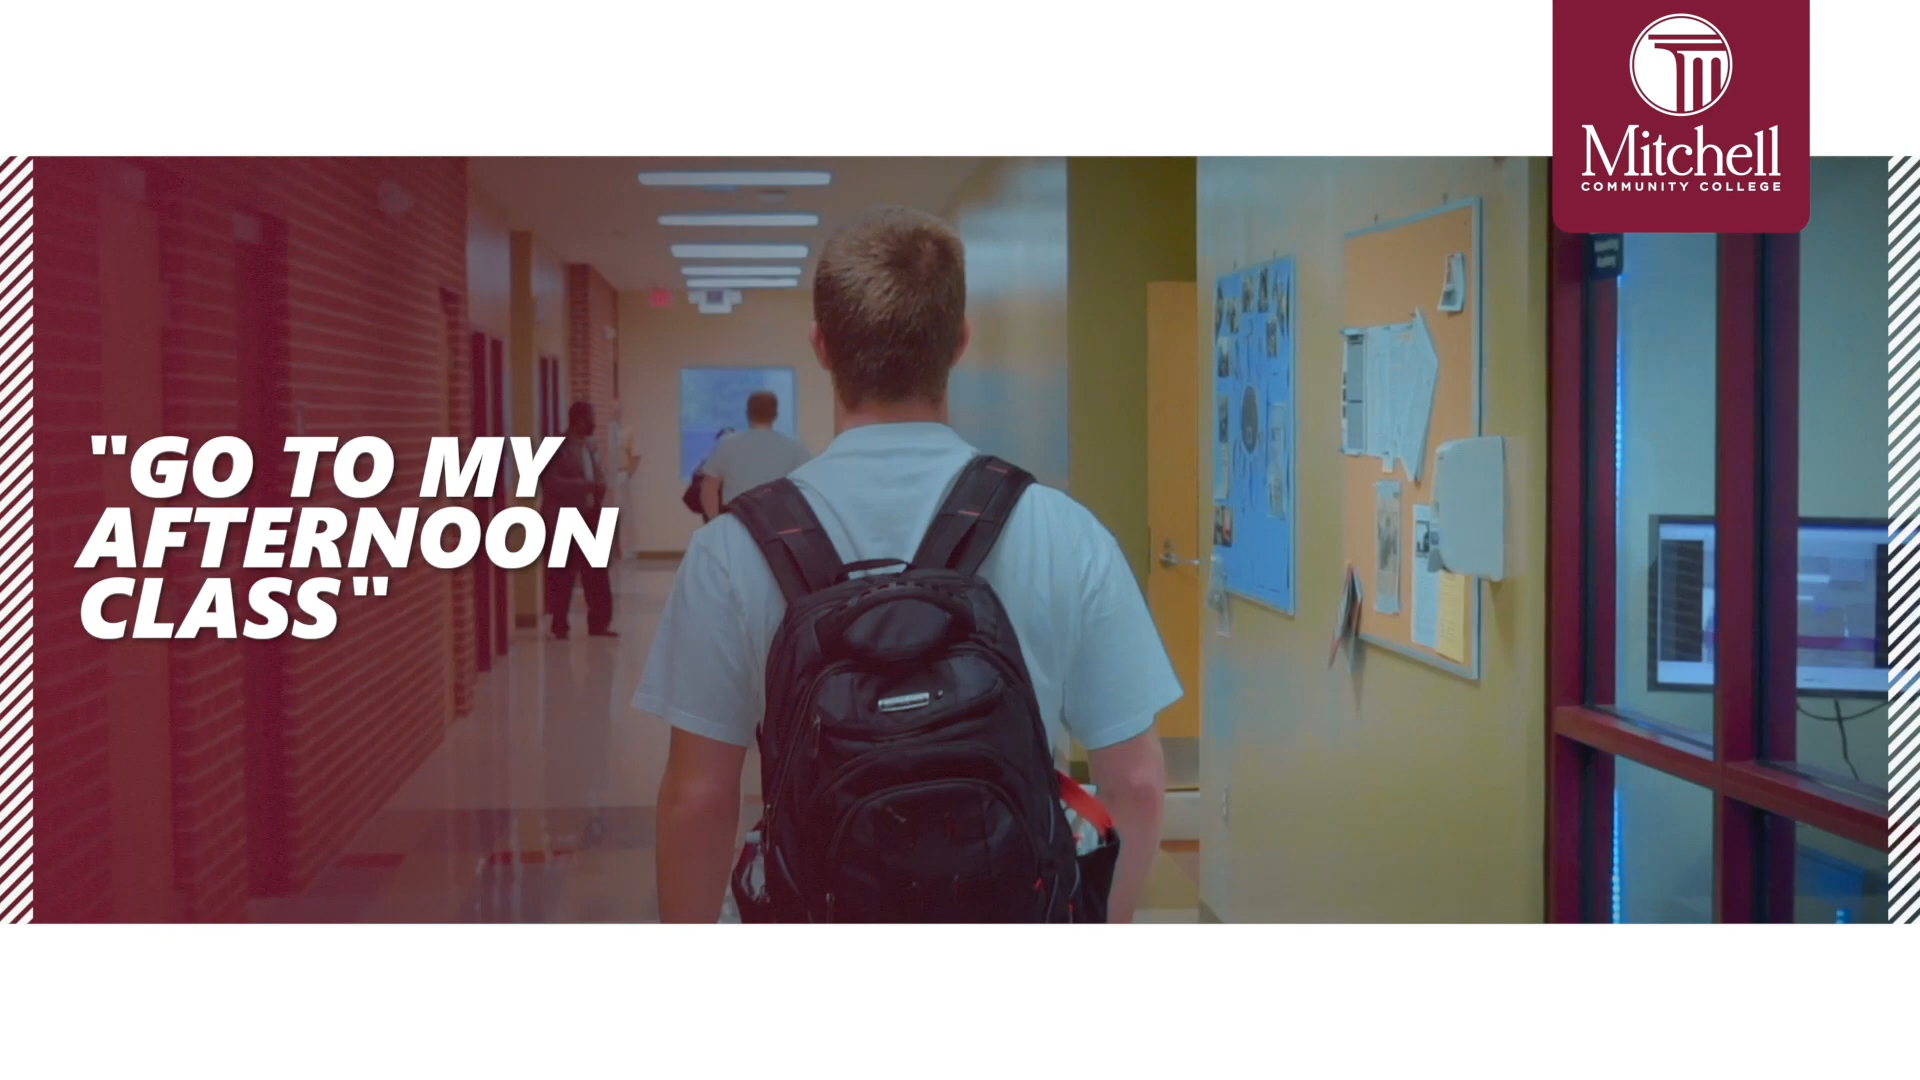 Mitchell
COMMUNITY COLLEGE
"GO TO MY
AFTERNOON
CLASS"